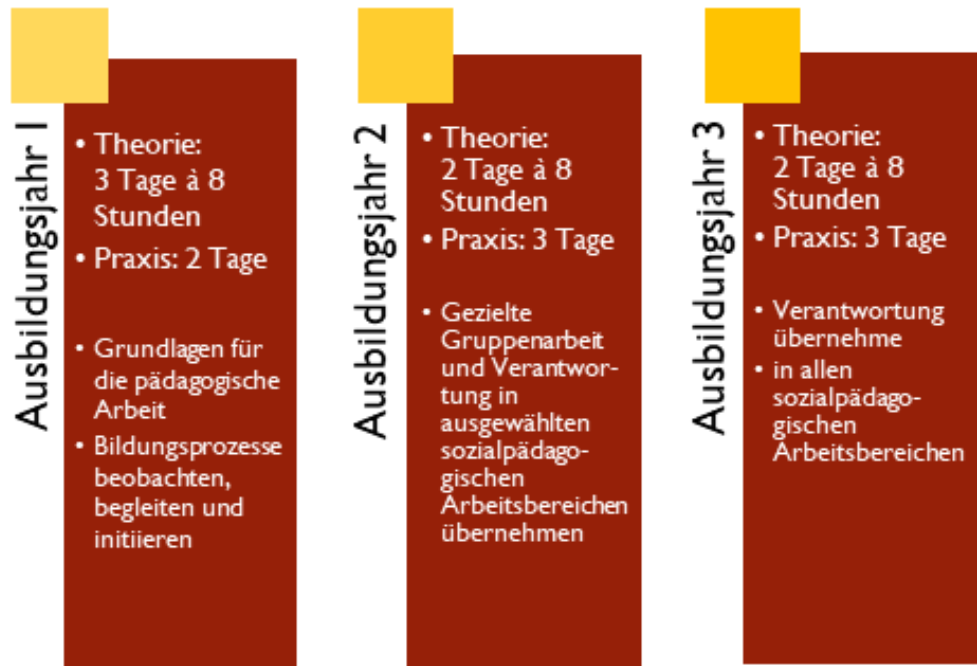 Ausbildungsjahr 1
• Theorie:
3 Tage à 8
Stunden
• Praxis: 2 Tage
• Grundlagen für
die pädagogische
Arbeit
• Bildungsprozesse
beobachten,
begleiten und
initiieren
Ausbildungsjahr 2
• Theorie:
2 Tage à 8
Stunden
• Praxis: 3 Tage
• Gezielte
Gruppenarbeit
und Verantwor-
tung in
ausgewählten
sozialpädago-
gischen
Arbeitsbereichen
übernehmen
Ausbildungsjahr 3
• Theorie:
2 Tage à 8
Stunden
• Praxis: 3 Tage
• Verantwortung
übernehme
• in allen
sozialpädago-
gischen
Arbeitsbereichen